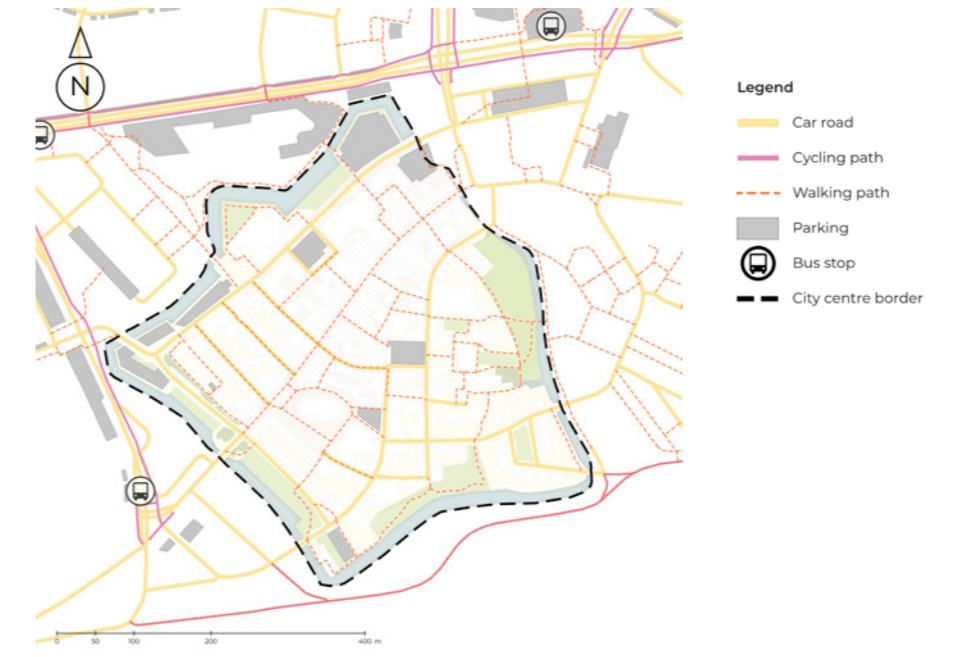 N
Legend
Car road
Cycling path
Walking path
Parking
Bus stop
City centre border
0 50 100 200 400 m